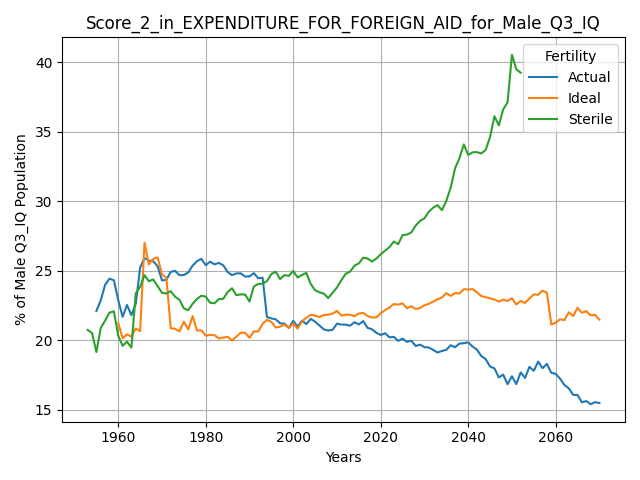 Score_2_in_EXPENDITURE_FOR_FOREIGN_AID_for_Male_Q3_IQ
% of Male Q3_IQ Population
40
35
30
25
20
15
Fertility
Actual
Ideal
Sterile
1960 1980 2000 2020 2040 2060
Years